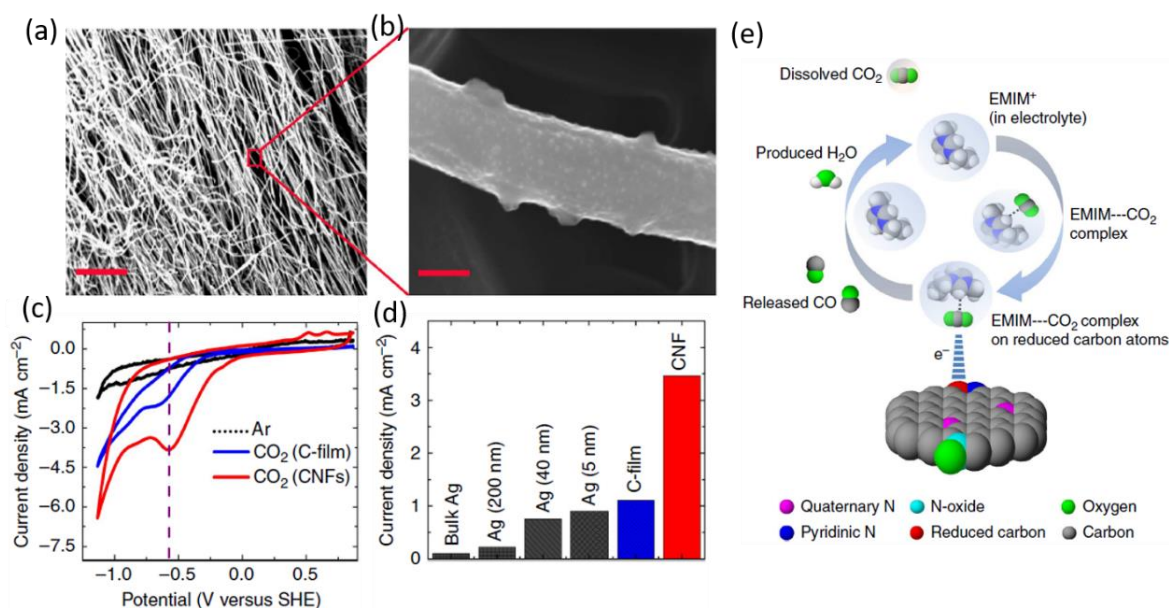 (a)
(b)
(c)
0.0
−1.5
−3.0
−4.5
−6.0
−7.5
Current density (mA cm−2)
Ar
CO2 (C-film)
CO2 (CNFs)
−1.0
−0.5
0.0
0.5
Potential (V versus SHE)
(d)
4
3
2
1
0
Current density (mA cm−2)
Bulk Ag
Ag (200 nm)
Ag (40 nm)
Ag (5 nm)
C-film
CNF
(e)
Dissolved CO2
EMIM+
(in electrolyte)
Produced H2O
EMIM---CO2
complex
Released CO
EMIM---CO2 complex
on reduced carbon atoms
e−
Quaternary N
N-oxide
Oxygen
Pyridinic N
Reduced carbon
Carbon